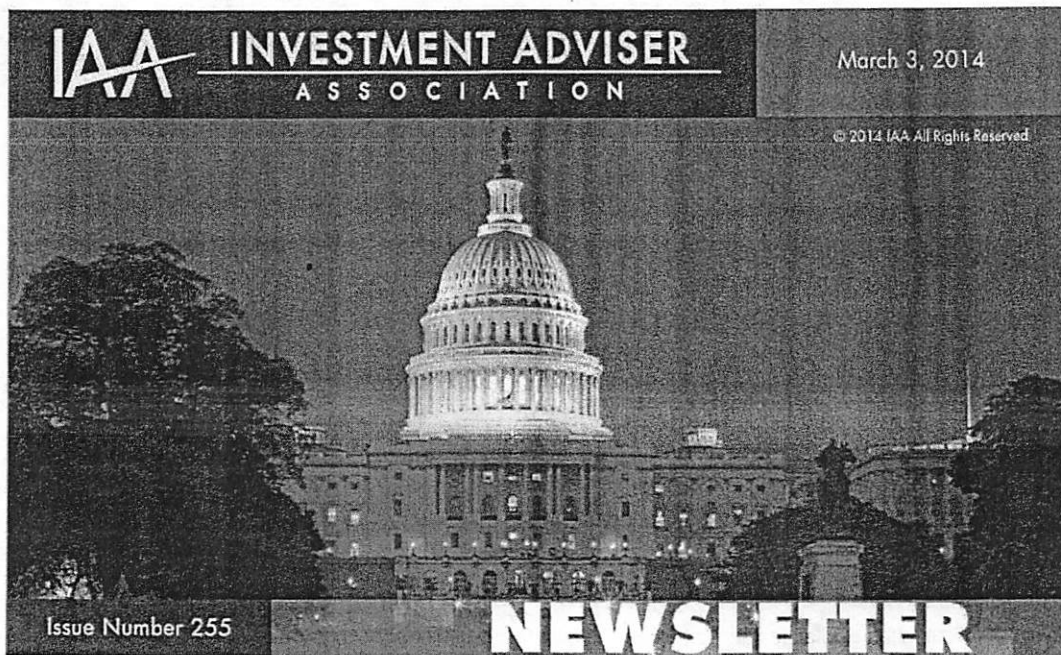 IAA INVESTMENT ADVISER
ASSOCIATION
March 3, 2014
© 2014 IAA All Rights Reserved
Issue Number 255
NEWSLETTER